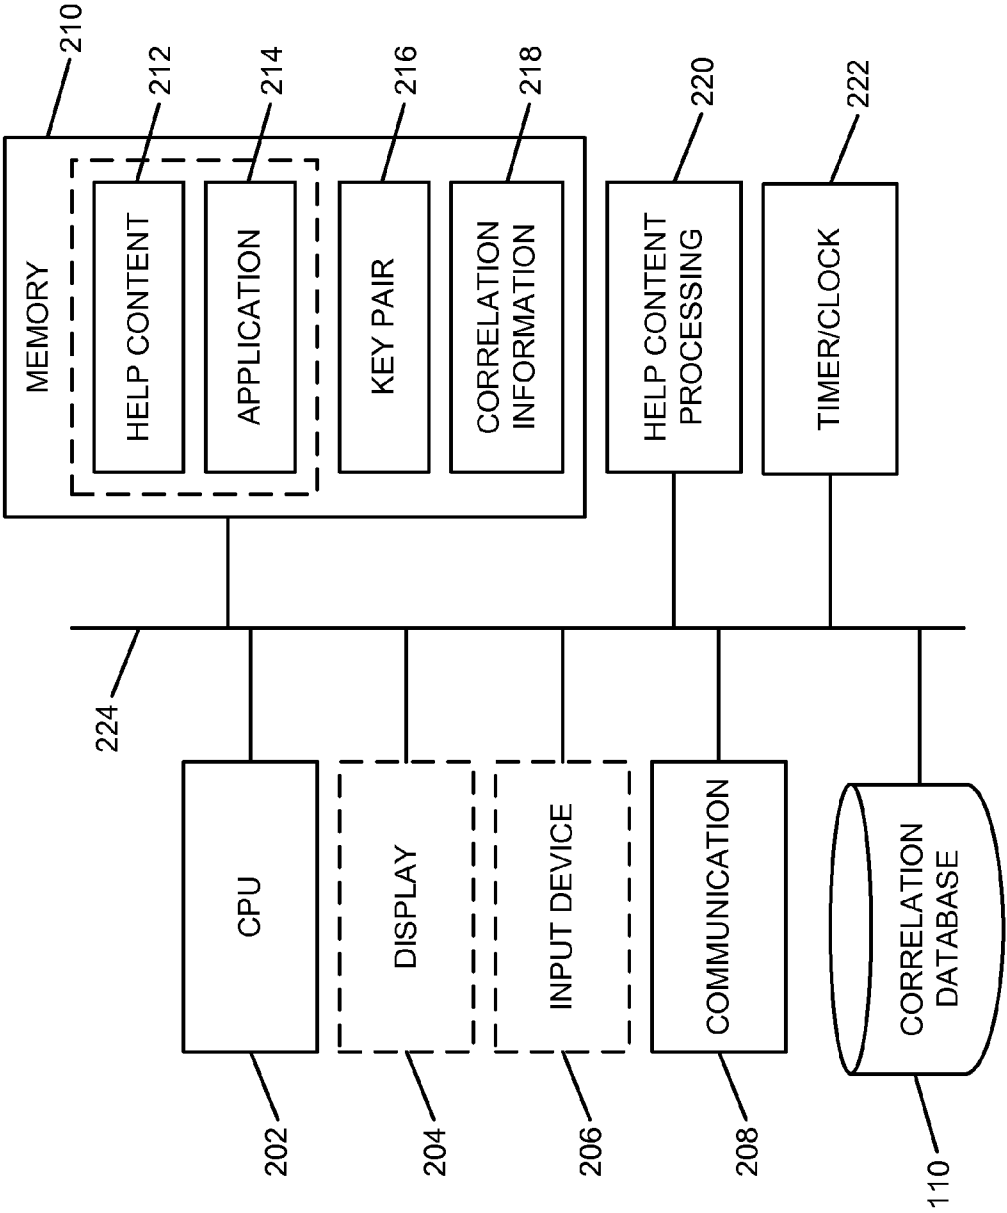 202
CPU
204
DISPLAY
206
INPUT DEVICE
208
COMMUNICATION
110
CORRELATION
DATABASE
224
MEMORY
210
HELP CONTENT
212
APPLICATION
214
KEY PAIR
216
CORRELATION
INFORMATION
218
HELP CONTENT
PROCESSING
220
TIMER/CLOCK
222